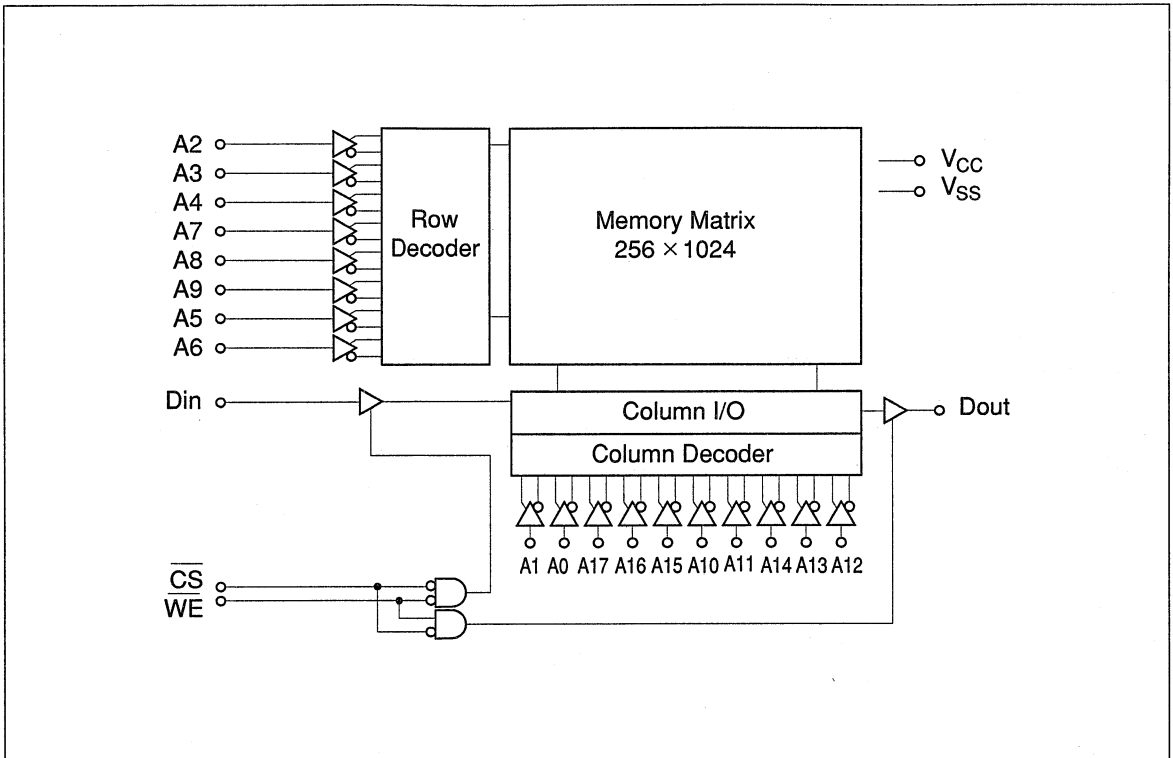 A2
A3
A4
A7
A8
A9
A5
A6
Row
Decoder
Memory Matrix
256 × 1024
VCC
VSS
Din
Column I/O
Column Decoder
Dout
A1 A0 A17 A16 A15 A10 A11 A14 A13 A12
CS
WE